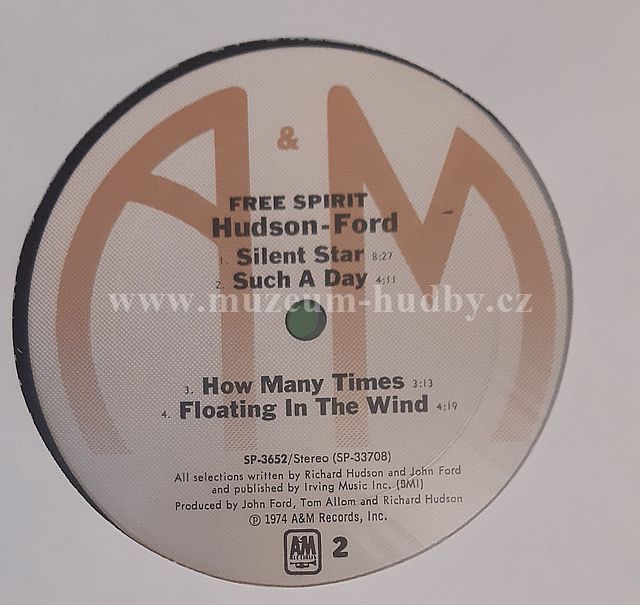 A & M
FREE SPIRIT
Hudson-Ford
1. Silent Star 8:27
2. Such A Day 4:11
www.muzeum-hudby.cz
3. How Many Times 3:13
4. Floating In The Wind 4:19
SP-3652/Stereo (SP-33708)
All selections written by Richard Hudson and John Ford
and published by Irving Music Inc. (BMI)
Produced by John Ford, Tom Allom and Richard Hudson
℗ 1974 A&M Records, Inc.
A&M
RECORDS
2